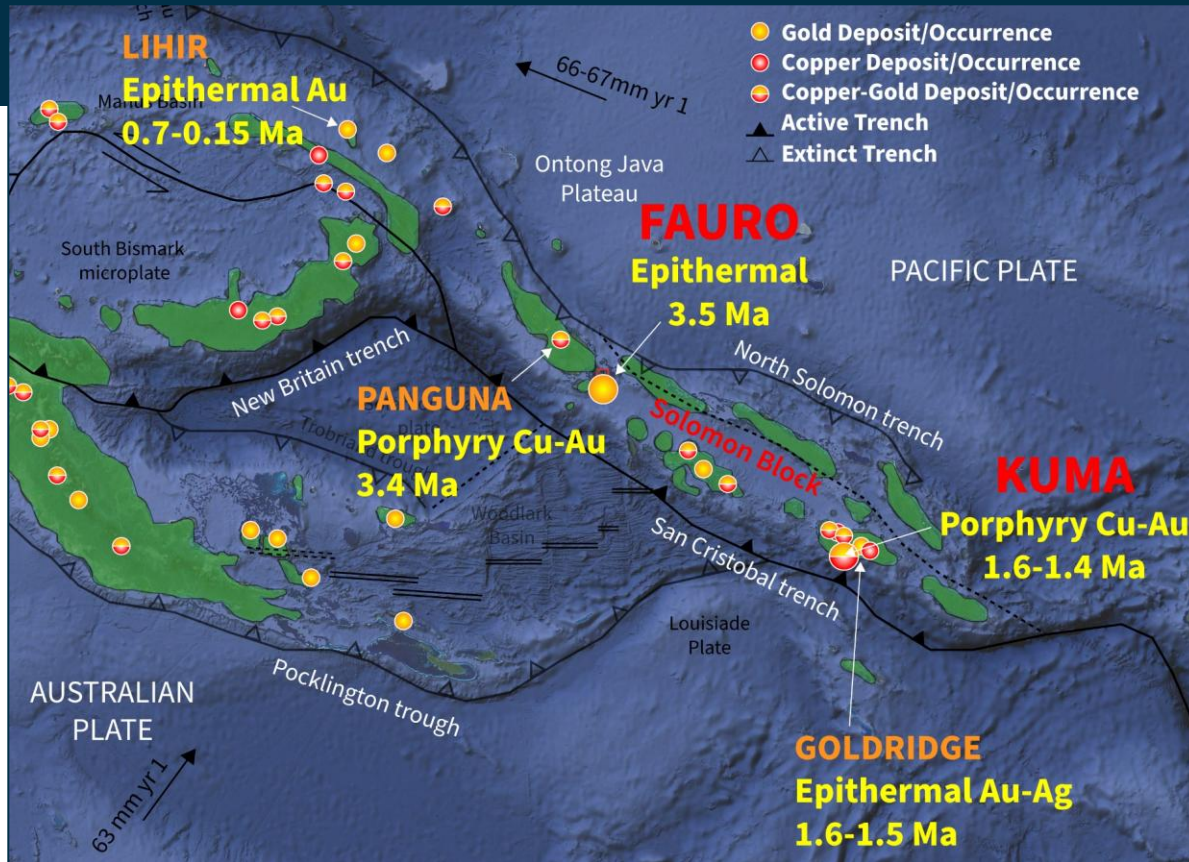 LIHIR
Epithermal Au
Manus Basin
0.7-0.15 Ma
66-67mm yr 1
Gold Deposit/Occurrence
Copper Deposit/Occurrence
Copper-Gold Deposit/Occurrence
Active Trench
Extinct Trench
Ontong Java
Plateau
FAURO
Epithermal
3.5 Ma
South Bismark
microplate
PACIFIC PLATE
New Britain trench
North Solomon trench
PANGUNA
plate
Porphyry Cu-Au
Trobriand trough
3.4 Ma
Solomon Block
KUMA
Porphyry Cu-Au
1.6-1.4 Ma
Woodlark
Basin
San Cristobal trench
Louisiade
Plate
Pocklington trough
AUSTRALIAN
PLATE
63 mm yr 1
GOLDRIDGE
Epithermal Au-Ag
1.6-1.5 Ma